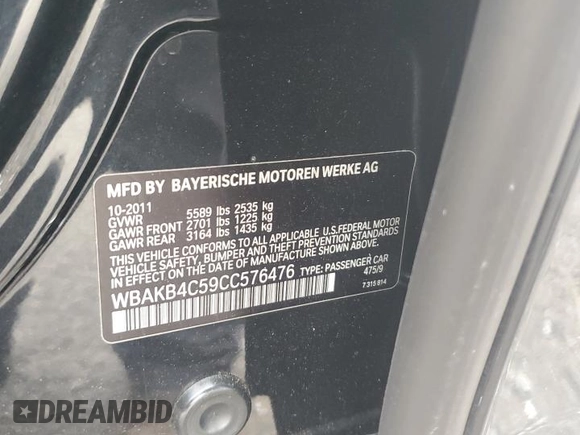 MFD BY BAYERISCHE MOTOREN WERKE AG
10-2011
GVWR 5589 lbs 2535 kg
GAWR FRONT 2701 lbs 1225 kg
GAWR REAR 3164 lbs 1435 kg
THIS VEHICLE CONFORMS TO ALL APPLICABLE U.S.FEDERAL MOTOR
VEHICLE SAFETY, BUMPER AND THEFT PREVENTION STANDARDS
IN EFFECT ON THE DATE OF MANUFACTURE SHOWN ABOVE.
WBAKB4C59CC576476 TYPE: PASSENGER CAR
475/9
7 315 814
DREAMBID